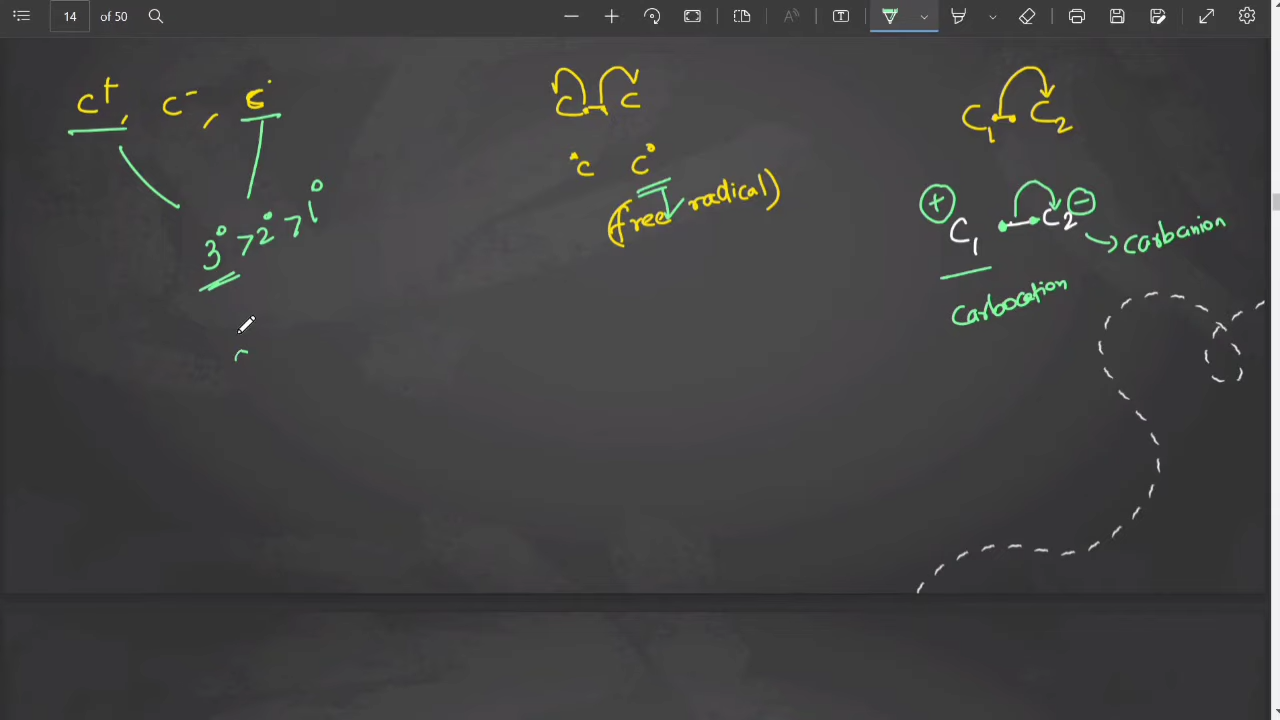 14 of 50
C⁺, C⁻, C·
3° > 2° > 1°
C — C
·C C·
(free radical)
C₁ — C₂
⊕ C₁ — C₂ ⊖
Carbanion
Carbocation